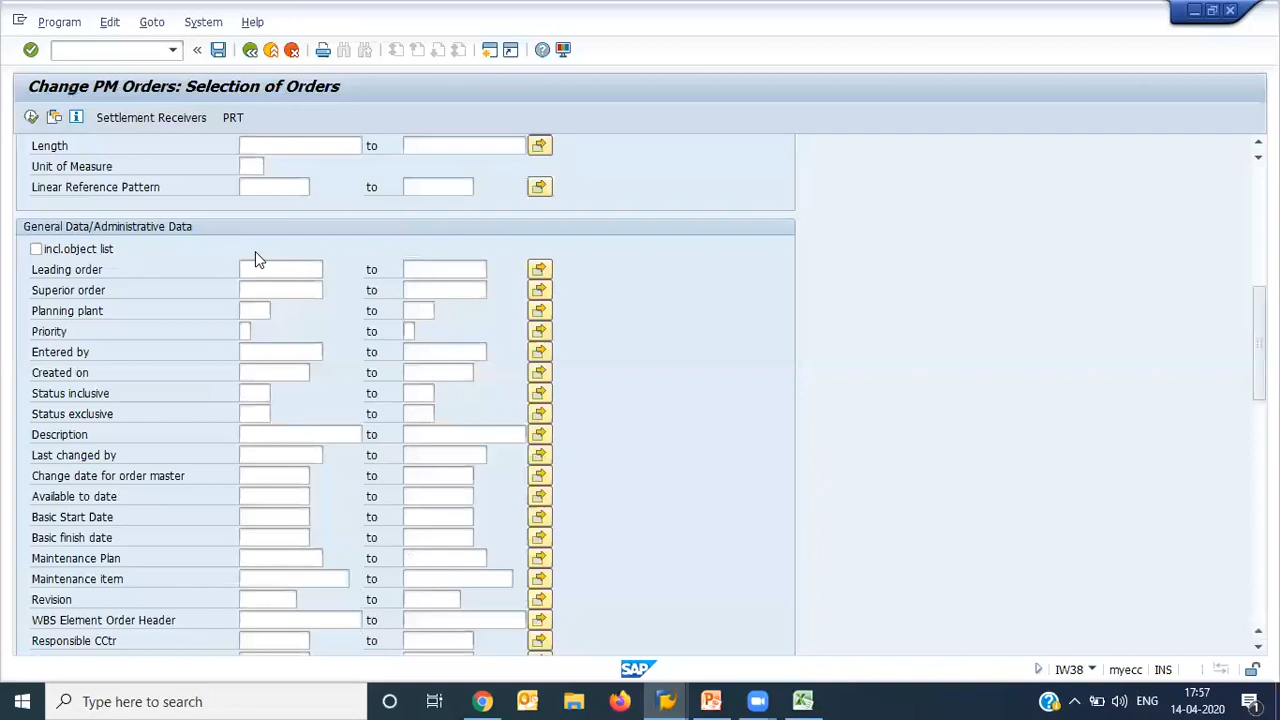 Program Edit Goto System Help
Change PM Orders: Selection of Orders
Settlement Receivers PRT
Length to
Unit of Measure
Linear Reference Pattern to
General Data/Administrative Data
incl.object list
Leading order to
Superior order to
Planning plant to
Priority to
Entered by to
Created on to
Status inclusive to
Status exclusive to
Description to
Last changed by to
Change date for order master to
Available to date to
Basic Start Date to
Basic finish date to
Maintenance Plan to
Maintenance item to
Revision to
WBS Element Order Header to
Responsible CCtr to
SAP
IW38 myecc INS
Type here to search
ENG
17:57
14-04-2020
1